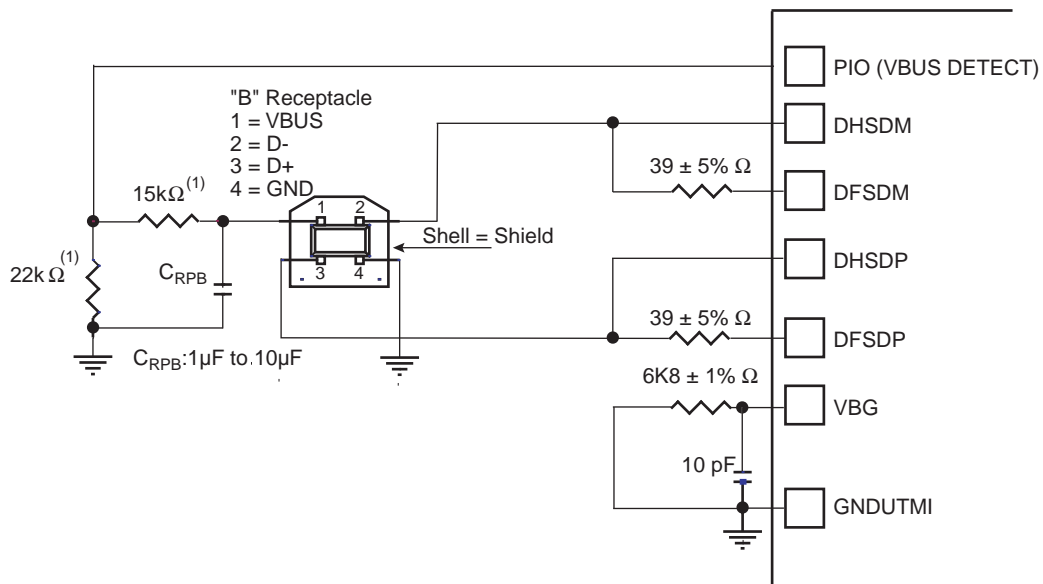 PIO (VBUS DETECT)
"B" Receptacle
1 = VBUS
2 = D-
3 = D+
4 = GND
DHSDM
39 ± 5% Ω
DFSDM
15kΩ(1)
1 2
Shell = Shield
3 4
DHSDP
22k Ω(1)
CRPB
39 ± 5% Ω
DFSDP
CRPB:1µF to 10µF
6K8 ± 1% Ω
VBG
10 pF
GNDUTMI